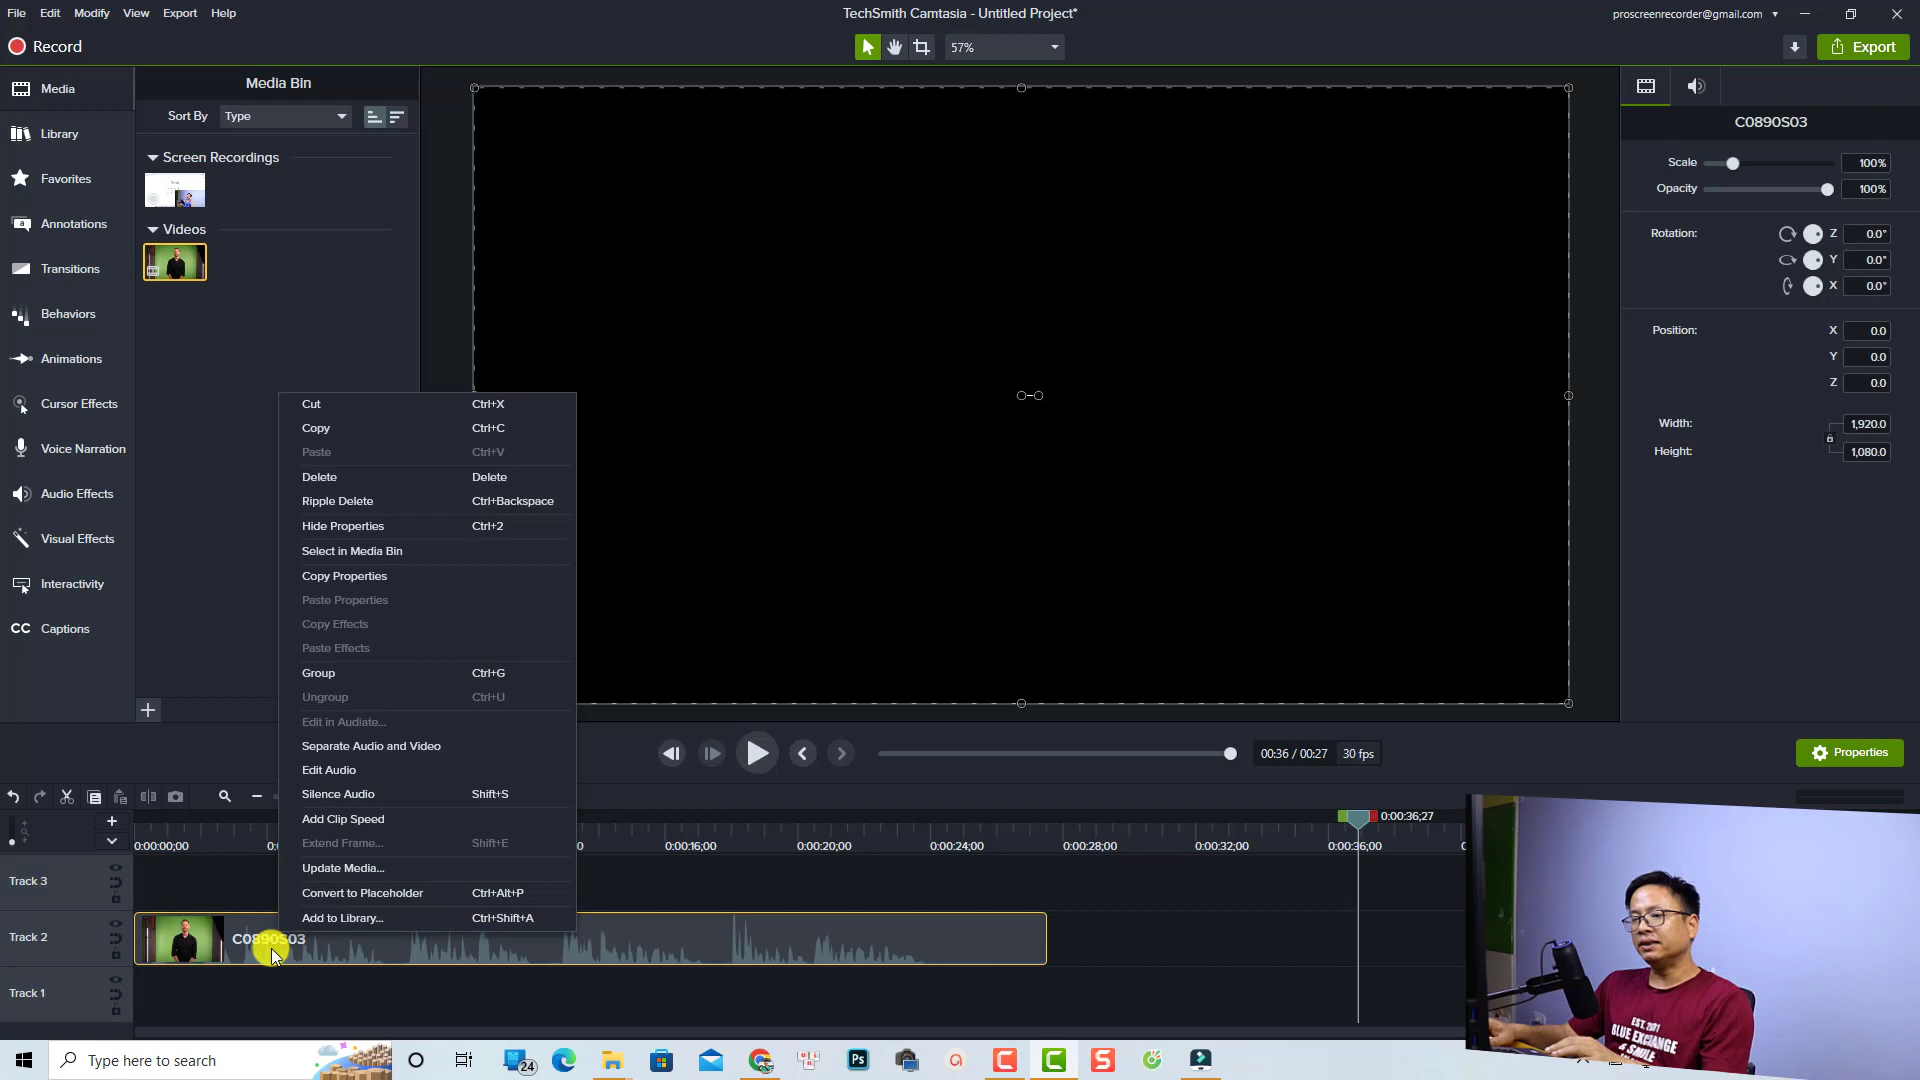 File Edit Modify View Export Help
TechSmith Camtasia - Untitled Project*
proscreenrecorder@gmail.com
Record
57%
Export
Media
Library
Favorites
Annotations
Transitions
Behaviors
Animations
Cursor Effects
Voice Narration
Audio Effects
Visual Effects
Interactivity
CC Captions
Media Bin
Sort By Type
Screen Recordings
Videos
C0890S03
Scale 100%
Opacity 100%
Rotation: Z 0.0°
Y 0.0°
X 0.0°
Position: X 0.0
Y 0.0
Z 0.0
Width: 1,920.0
Height: 1,080.0
Cut Ctrl+X
Copy Ctrl+C
Paste Ctrl+V
Delete Delete
Ripple Delete Ctrl+Backspace
Hide Properties Ctrl+2
Select in Media Bin
Copy Properties
Paste Properties
Copy Effects
Paste Effects
Group Ctrl+G
Ungroup Ctrl+U
Edit in Audiate...
Separate Audio and Video
Edit Audio
Silence Audio Shift+S
Add Clip Speed
Extend Frame... Shift+E
Update Media...
Convert to Placeholder Ctrl+Alt+P
Add to Library... Ctrl+Shift+A
00:36 / 00:27 30 fps
Properties
0:00:36;27
0:00:00;00 0:00:16;00 0:00:20;00 0:00:24;00 0:00:28;00 0:00:32;00 0:00:36;00
Track 3
Track 2
C0890S03
Track 1
EST. 201
BLUE EXCHANGE
& SMILE
Type here to search
24
Ps